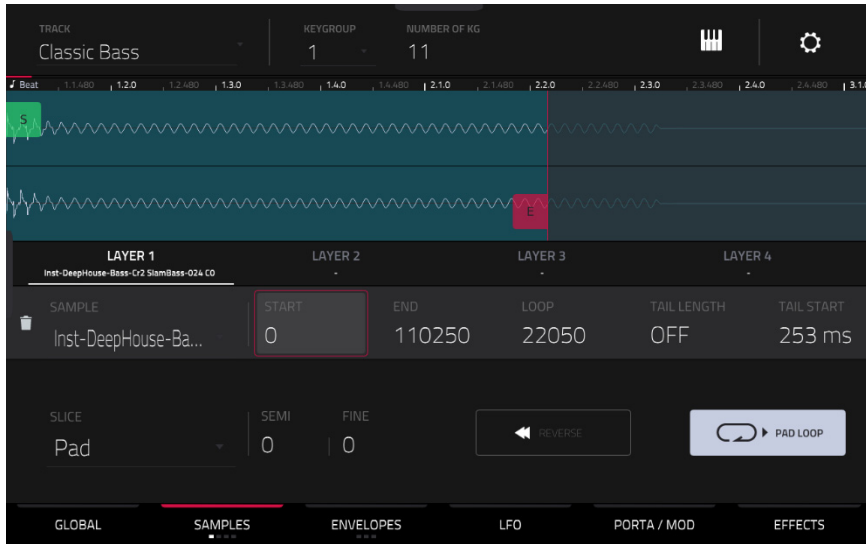 TRACK KEYGROUP NUMBER OF KG
Classic Bass 1 11
Beat 1.1.480 1.2.0 1.2.480 1.3.0 1.3.480 1.4.0 1.4.480 2.1.0 2.1.480 2.2.0 2.2.480 2.3.0 2.3.480 2.4.0 2.4.480 3.1.0
S
E
LAYER 1 LAYER 2 LAYER 3 LAYER 4
Inst-DeepHouse-Bass-Cr2 SlamBass-024 C0 - - -
SAMPLE START END LOOP TAIL LENGTH TAIL START
Inst-DeepHouse-Ba... 0 110250 22050 OFF 253 ms
SLICE SEMI FINE
Pad 0 0 REVERSE PAD LOOP
GLOBAL SAMPLES ENVELOPES LFO PORTA / MOD EFFECTS